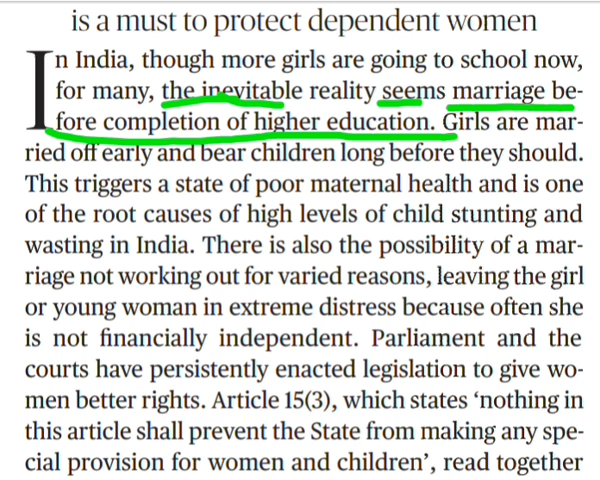 is a must to protect dependent women
In India, though more girls are going to school now,
for many, the inevitable reality seems marriage be-
fore completion of higher education. Girls are mar-
ried off early and bear children long before they should.
This triggers a state of poor maternal health and is one
of the root causes of high levels of child stunting and
wasting in India. There is also the possibility of a mar-
riage not working out for varied reasons, leaving the girl
or young woman in extreme distress because often she
is not financially independent. Parliament and the
courts have persistently enacted legislation to give wo-
men better rights. Article 15(3), which states ‘nothing in
this article shall prevent the State from making any spe-
cial provision for women and children’, read together